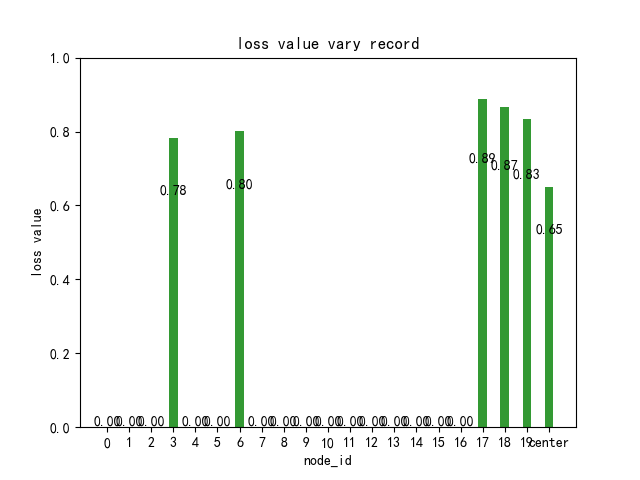 loss value vary record
1.0
0.8
0.6
0.4
0.2
0.0
loss value
0.00 0.00 0.00 0.78 0.00 0.00 0.80 0.00 0.00 0.00 0.00 0.00 0.00 0.00 0.00 0.00 0.00 0.89 0.87 0.83 0.65
0 1 2 3 4 5 6 7 8 9 10 11 12 13 14 15 16 17 18 19 center
node_id